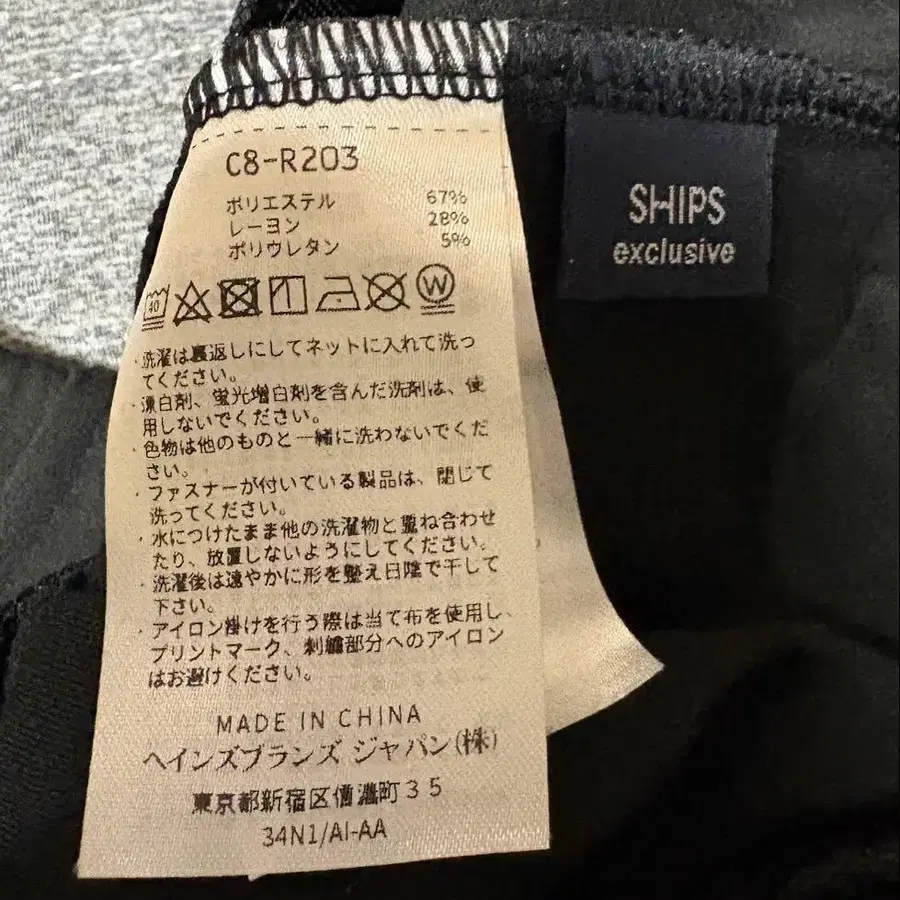 C8-R203
ポリエステル 67%
レーヨン 28%
ポリウレタン 5%
40
W
・洗濯は裏返しにしてネットに入れて洗っ
てください。
・漂白剤、蛍光増白剤を含んだ洗剤は、使
用しないでください。
・色物は他のものと一緒に洗わないでくだ
さい。
・ファスナーが付いている製品は、閉じて
洗ってください。
・水につけたまま他の洗濯物と重ね合わせ
たり、放置しないようにしてください。
・洗濯後は速やかに形を整え日陰で干して
下さい。
・アイロン掛けを行う際は当て布を使用し、
プリントマーク、刺繍部分へのアイロン
はお避けください。
MADE IN CHINA
ヘインズブランズ ジャパン(株)
東京都新宿区市谷町35
34N1/AI-AA
SHIPS
exclusive